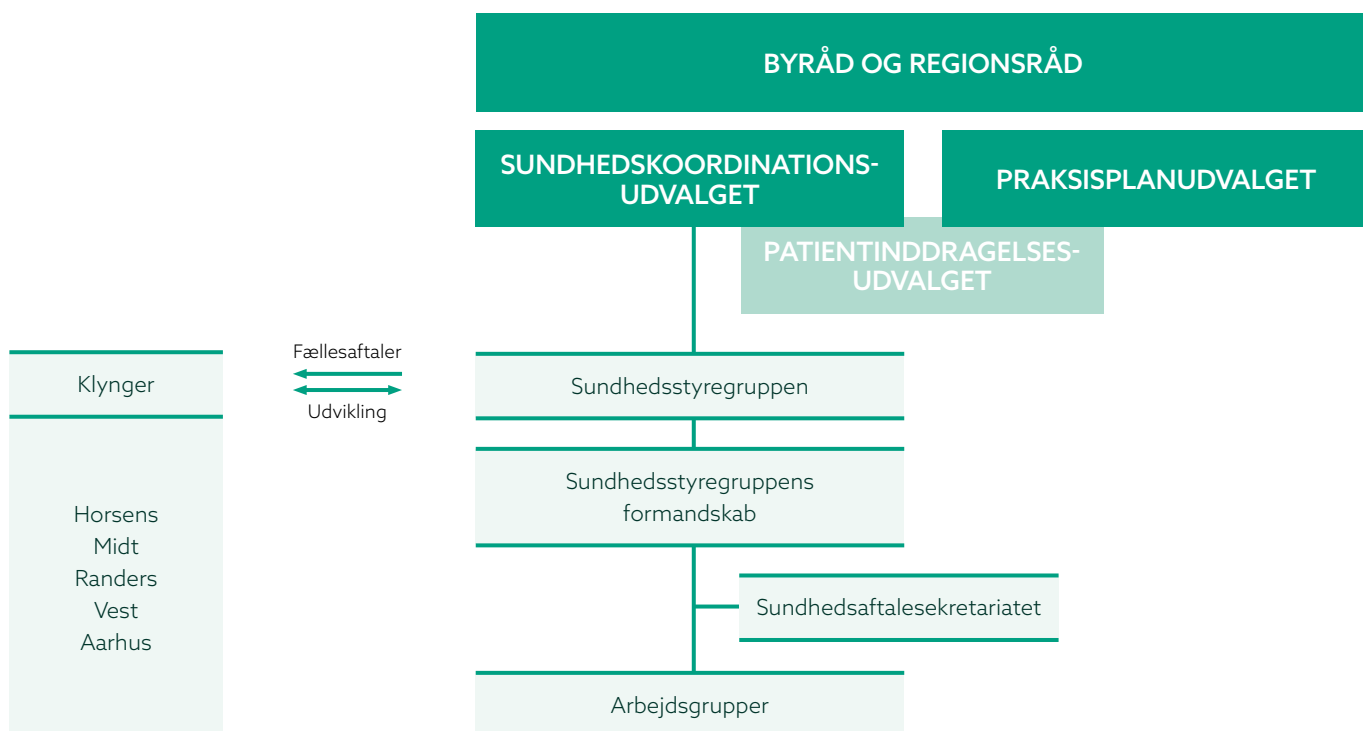 BYRÅD OG REGIONSRÅD
SUNDHEDSKOORDINATIONS-
UDVALGET
PRAKSISPLANUDVALGET
PATIENTINDDRAGELSES-
UDVALGET
Klynger
Fællesaftaler
Udvikling
Sundhedsstyregruppen
Sundhedsstyregruppens
formandskab
Horsens
Midt
Randers
Vest
Aarhus
Sundhedsaftalesekretariatet
Arbejdsgrupper